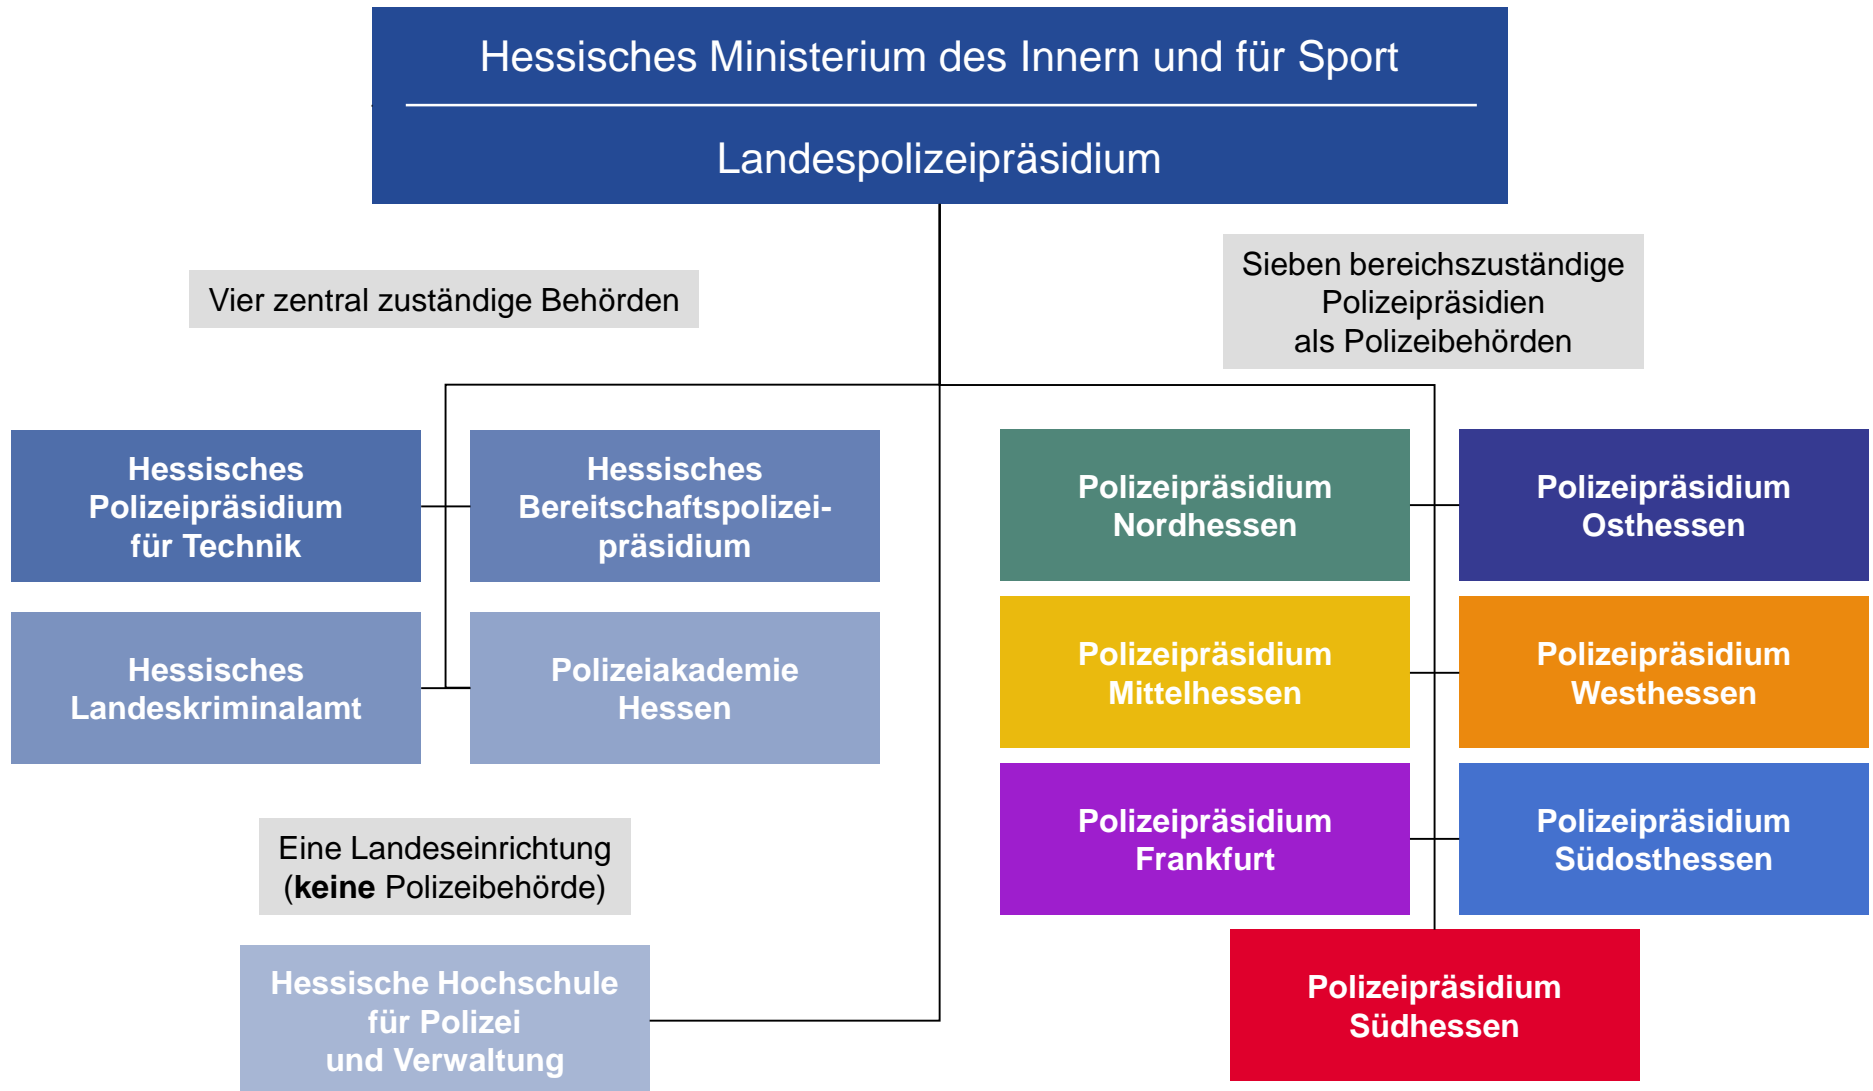 Hessisches Ministerium des Innern und für Sport
Landespolizeipräsidium
Vier zentral zuständige Behörden
Sieben bereichszuständige
Polizeipräsidien
als Polizeibehörden
Hessisches
Polizeipräsidium
für Technik
Hessisches
Bereitschaftspolizei-
präsidium
Hessisches
Landeskriminalamt
Polizeiakademie
Hessen
Eine Landeseinrichtung
(keine Polizeibehörde)
Hessische Hochschule
für Polizei
und Verwaltung
Polizeipräsidium
Nordhessen
Polizeipräsidium
Osthessen
Polizeipräsidium
Mittelhessen
Polizeipräsidium
Westhessen
Polizeipräsidium
Frankfurt
Polizeipräsidium
Südosthessen
Polizeipräsidium
Südhessen